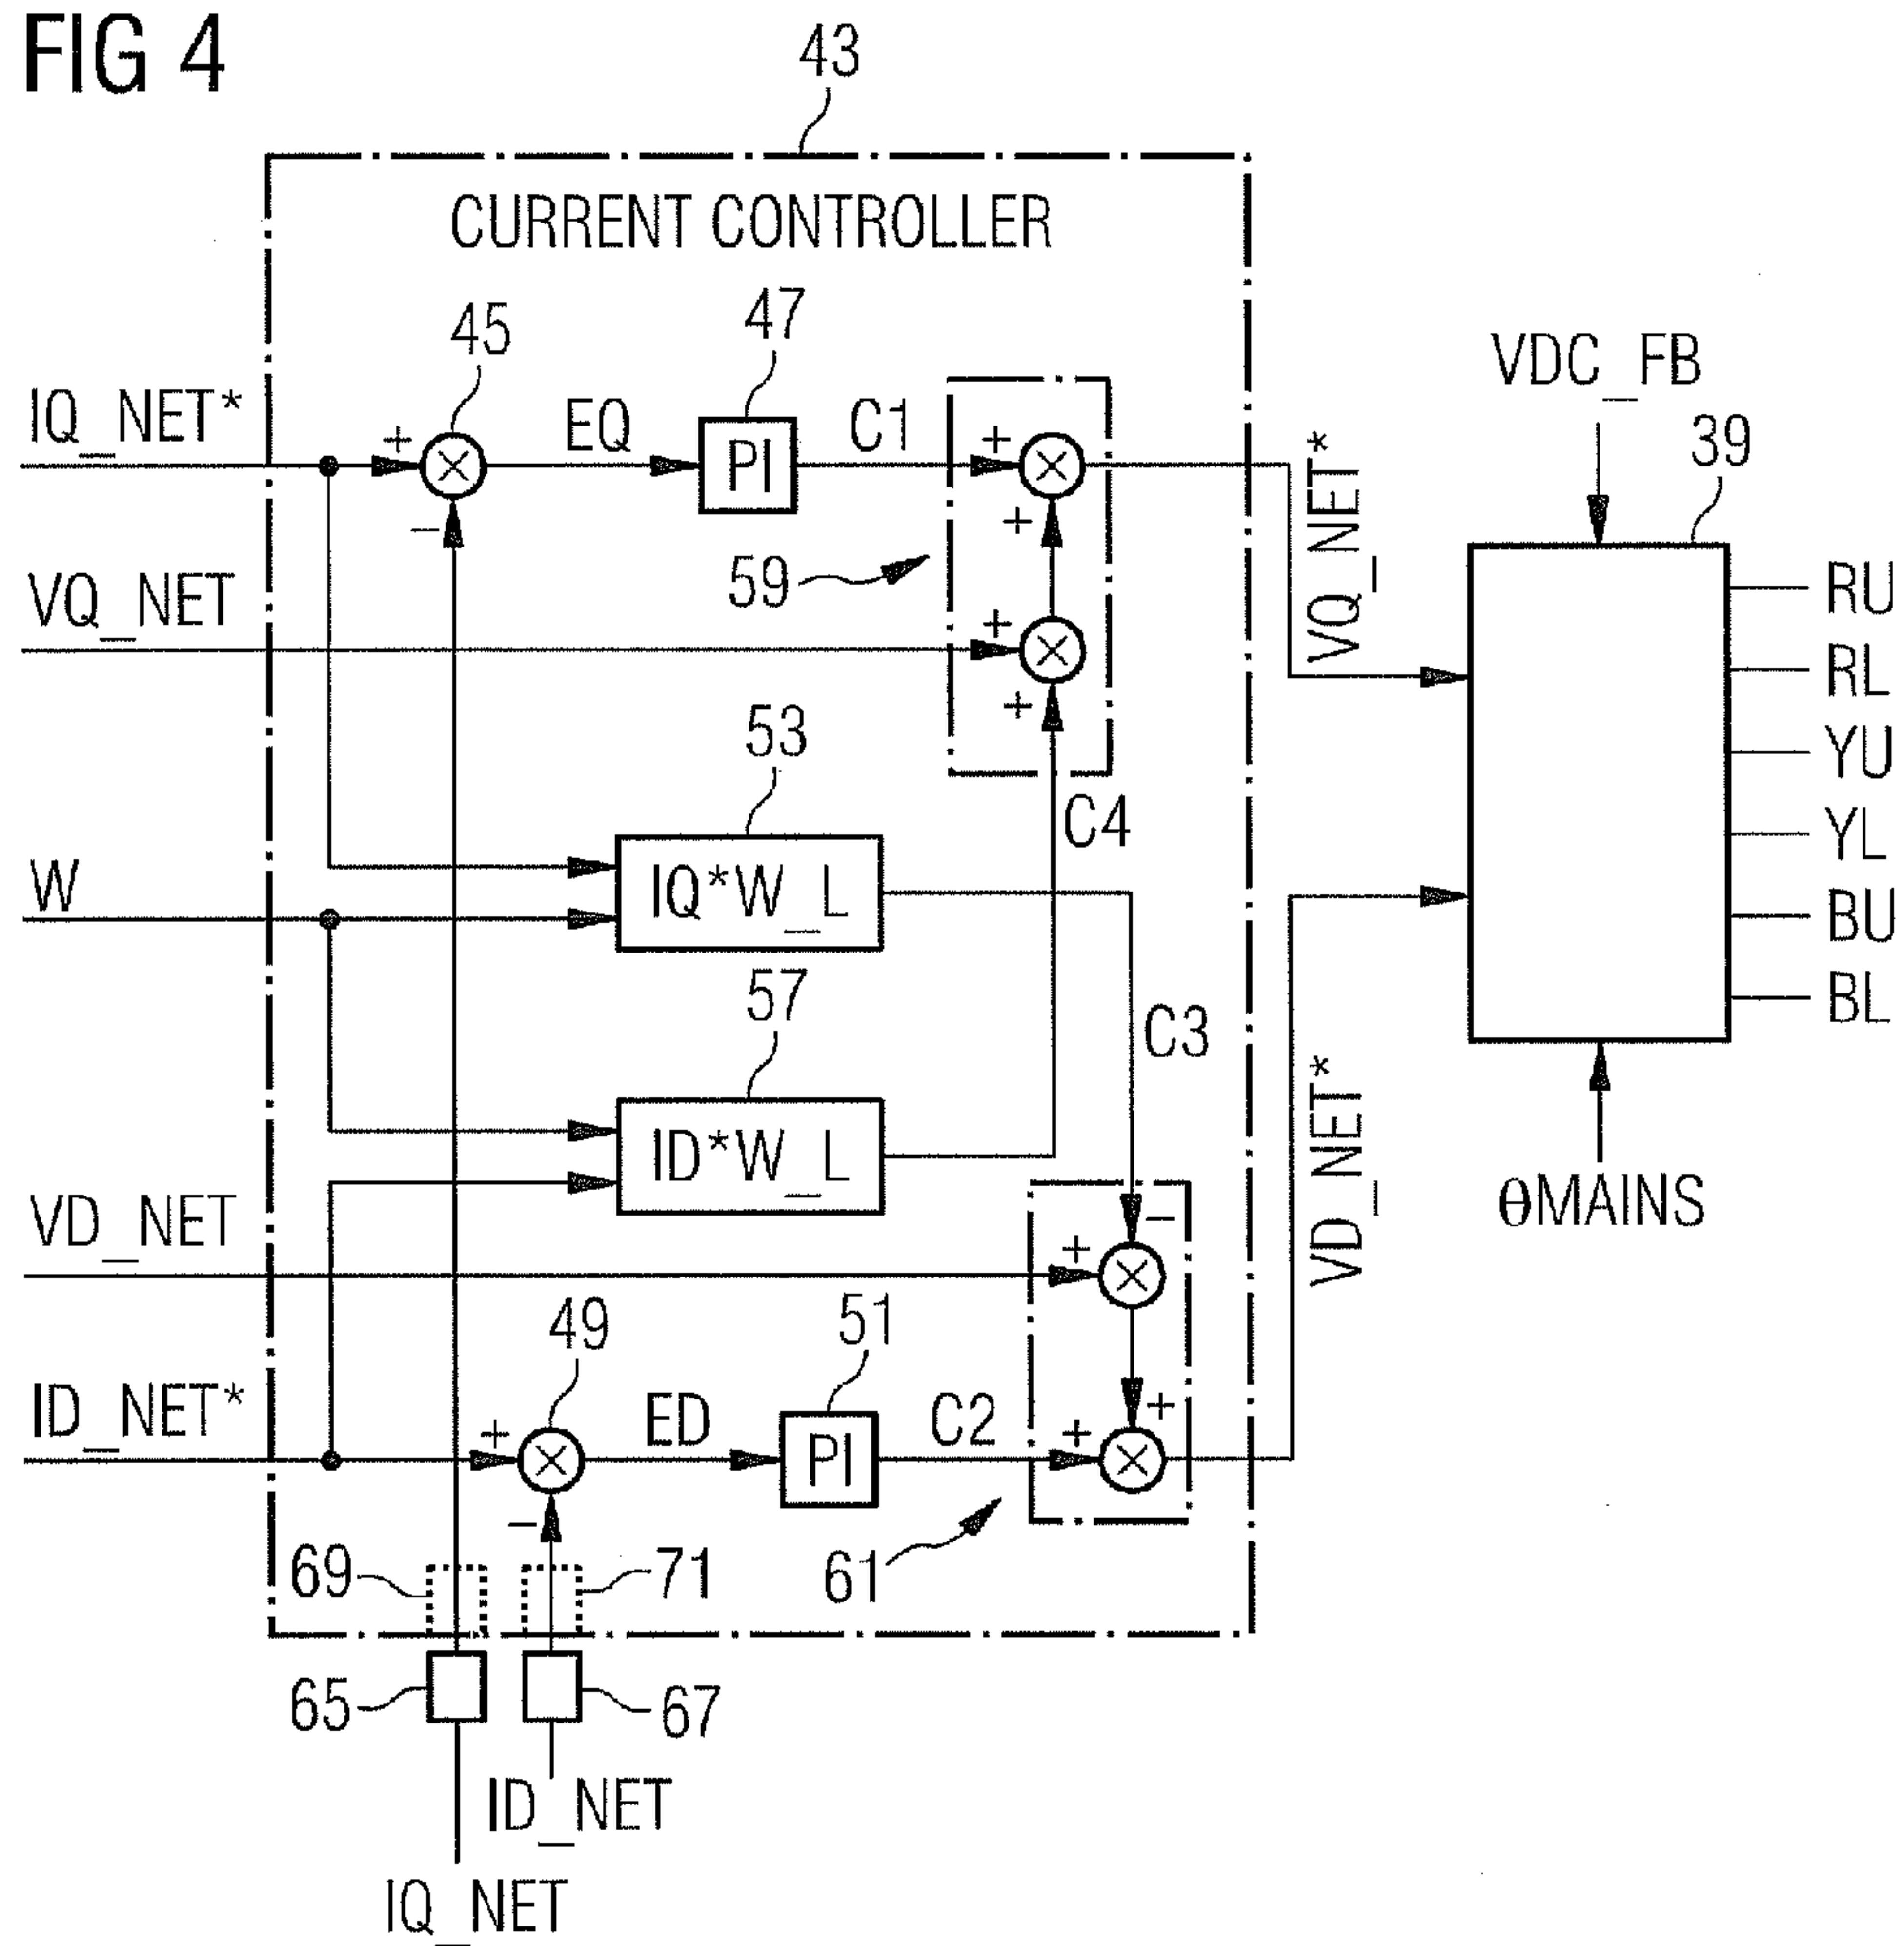 FIG 4
43
CURRENT CONTROLLER
45
47
IQ_NET*
+
EQ
PI
C1
+
VDC_FB
39
-
+
VQ_NET*
59
VQ_NET
+
RU
RL
+
53
YU
C4
YL
W
IQ*W_L
BU
57
BL
C3
ID*W_L
VD_NET*
θMAINS
VD_NET
-
+
49
51
ID_NET*
+
ED
PI
C2
+
+
-
69
71
61
65
67
ID_NET
IQ_NET